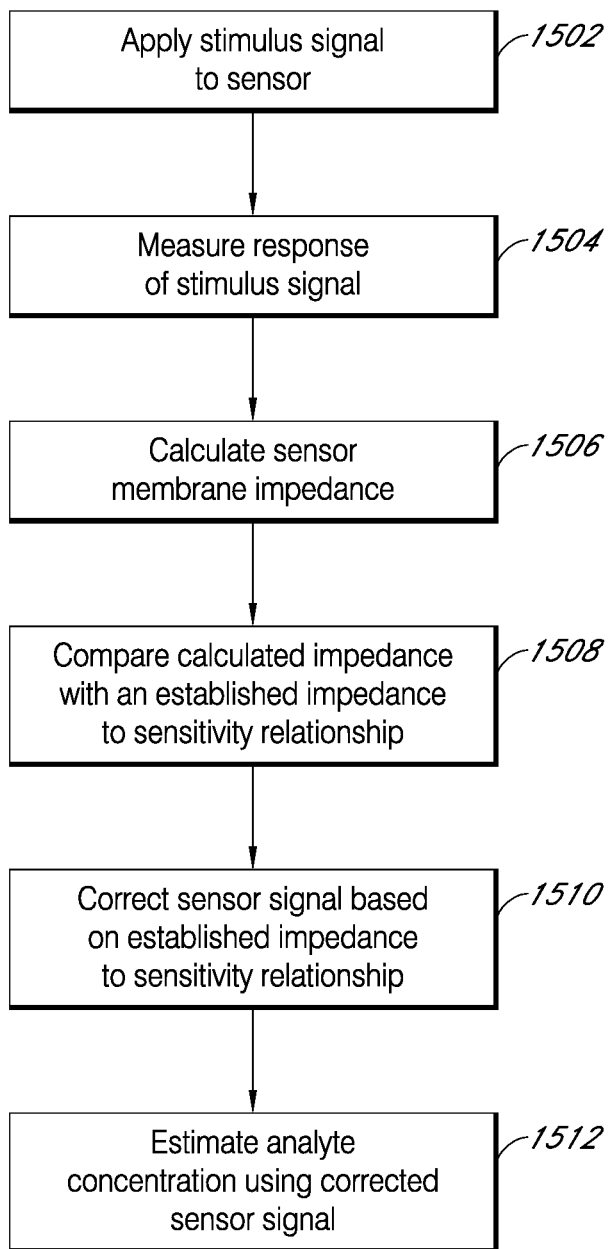 Apply stimulus signal
to sensor
1502
Measure response
of stimulus signal
1504
Calculate sensor
membrane impedance
1506
Compare calculated impedance
with an established impedance
to sensitivity relationship
1508
Correct sensor signal based
on established impedance
to sensitivity relationship
1510
Estimate analyte
concentration using corrected
sensor signal
1512